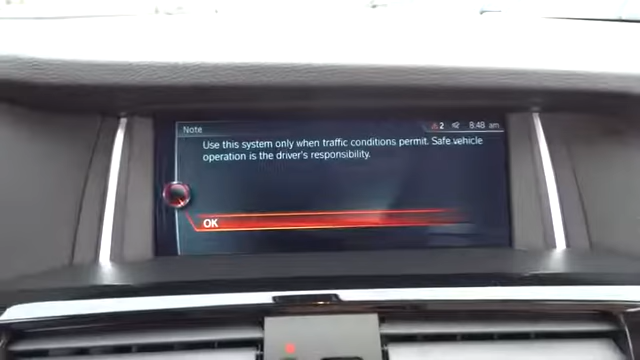 Note
2
8:48 am
Use this system only when traffic conditions permit. Safe vehicle
operation is the driver's responsibility.
OK